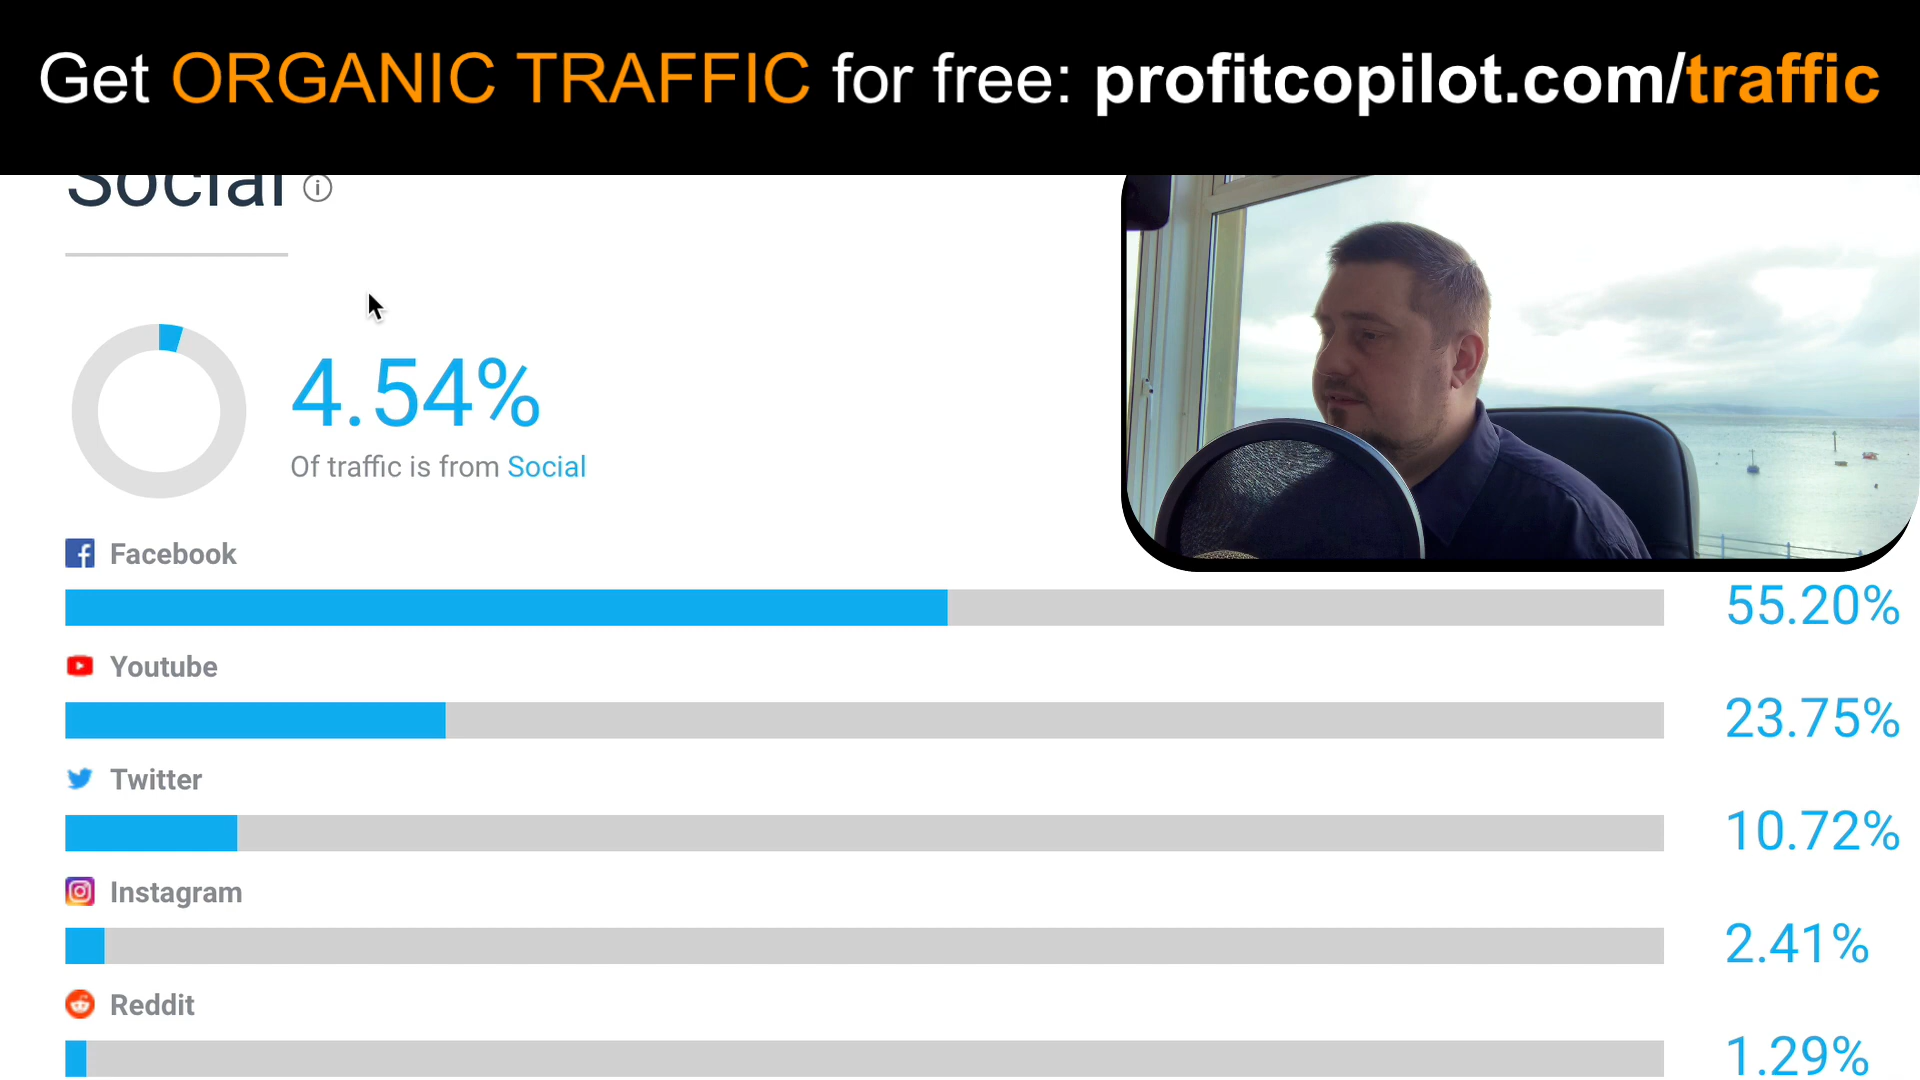 Get ORGANIC TRAFFIC for free: profitcopilot.com/traffic
Social
4.54%
Of traffic is from Social
Facebook
55.20%
Youtube
23.75%
Twitter
10.72%
Instagram
2.41%
Reddit
1.29%